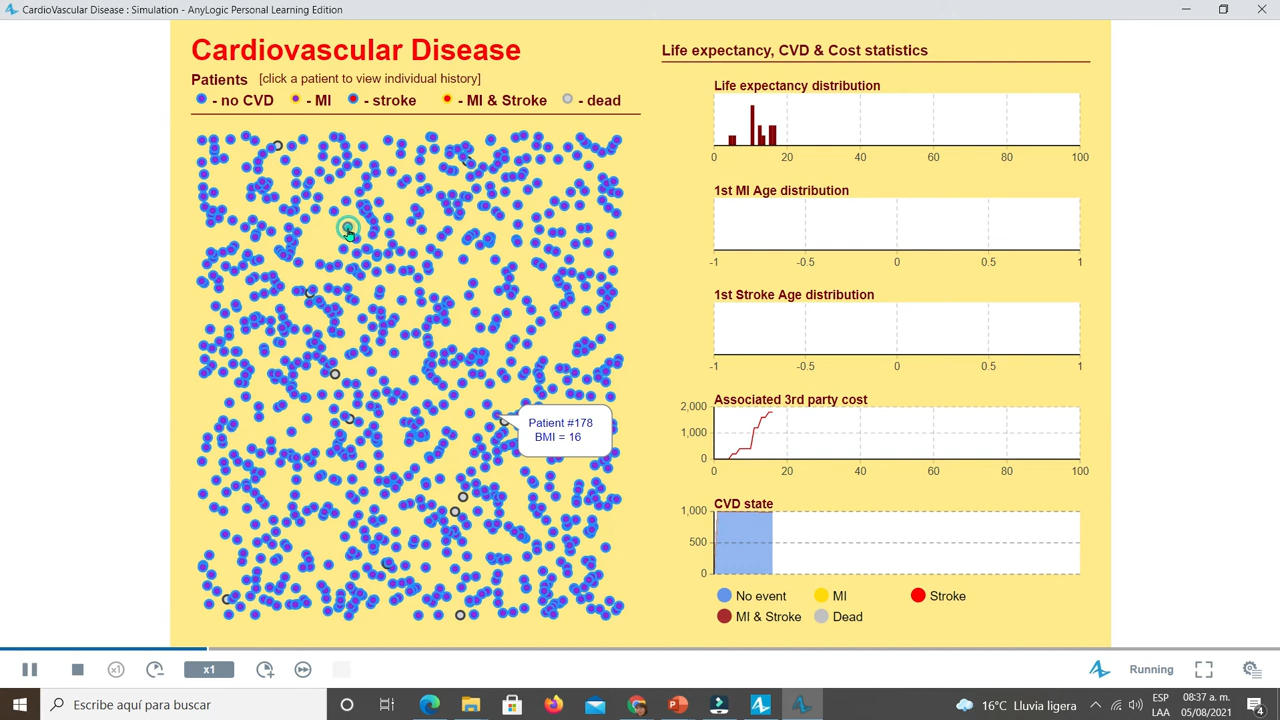 CardioVascular Disease : Simulation - AnyLogic Personal Learning Edition
Cardiovascular Disease
Patients [click a patient to view individual history]
- no CVD - MI - stroke - MI & Stroke - dead
Patient #178
BMI = 16
Life expectancy, CVD & Cost statistics
Life expectancy distribution
0 20 40 60 80 100
1st MI Age distribution
-1 -0.5 0 0.5 1
1st Stroke Age distribution
-1 -0.5 0 0.5 1
Associated 3rd party cost
2,000
1,000
0
0 20 40 60 80 100
CVD state
1,000
500
0
No event MI Stroke
MI & Stroke Dead
x1 x1 Running
Escribe aquí para buscar
16°C Lluvia ligera
ESP
LAA
08:37 a. m.
05/08/2021
4